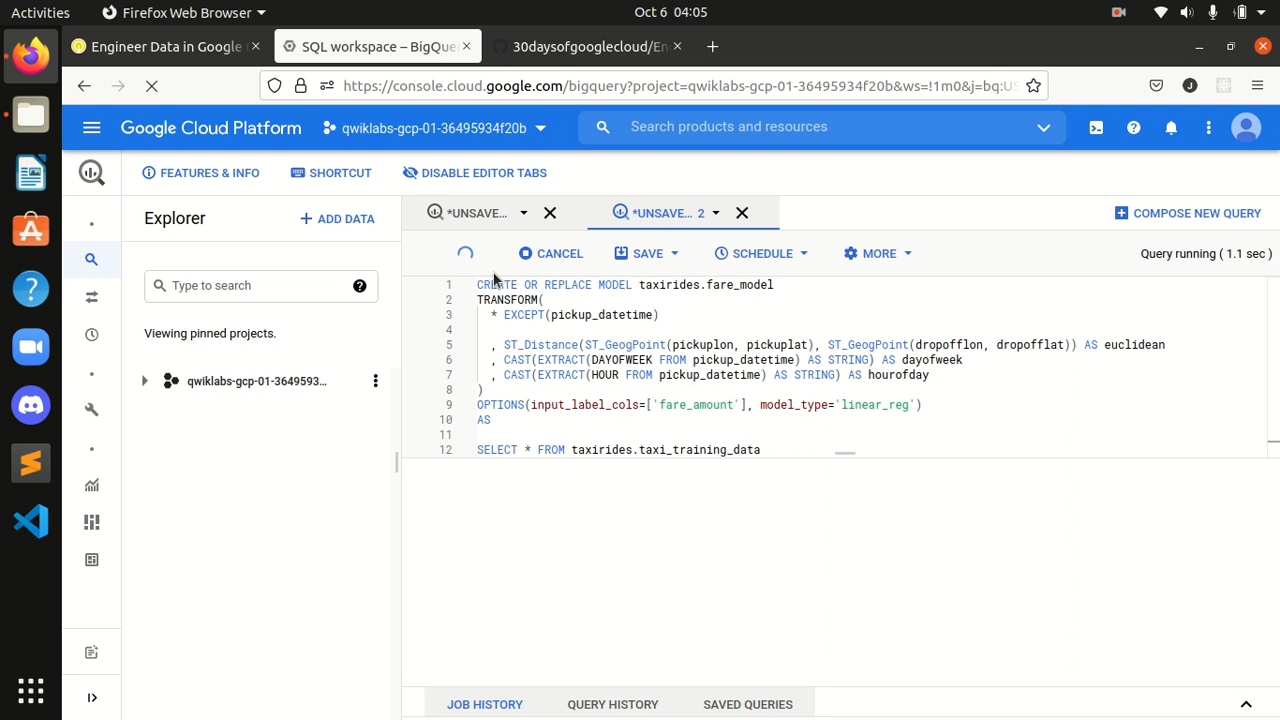 Activities
Firefox Web Browser
Oct 6 04:05
Engineer Data in Google
SQL workspace – BigQue
30daysofgooglecloud/En
https://console.cloud.google.com/bigquery?project=qwiklabs-gcp-01-36495934f20b&ws=!1m0&j=bq:US
J
Google Cloud Platform
qwiklabs-gcp-01-36495934f20b
Search products and resources
FEATURES & INFO
SHORTCUT
DISABLE EDITOR TABS
Explorer
+ ADD DATA
*UNSAVE...
*UNSAVE... 2
COMPOSE NEW QUERY
CANCEL
SAVE
SCHEDULE
MORE
Query running ( 1.1 sec )
Type to search
Viewing pinned projects.
qwiklabs-gcp-01-3649593...
1 CREATE OR REPLACE MODEL taxirides.fare_model
2 TRANSFORM(
3 * EXCEPT(pickup_datetime)
4
5 , ST_Distance(ST_GeogPoint(pickuplon, pickuplat), ST_GeogPoint(dropofflon, dropofflat)) AS euclidean
6 , CAST(EXTRACT(DAYOFWEEK FROM pickup_datetime) AS STRING) AS dayofweek
7 , CAST(EXTRACT(HOUR FROM pickup_datetime) AS STRING) AS hourofday
8 )
9 OPTIONS(input_label_cols=['fare_amount'], model_type='linear_reg')
10 AS
11
12 SELECT * FROM taxirides.taxi_training_data
JOB HISTORY
QUERY HISTORY
SAVED QUERIES